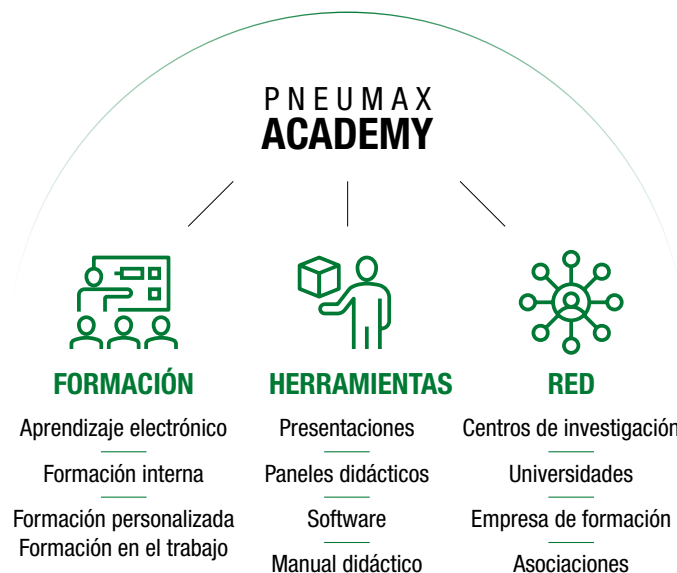 PNEUMAX
ACADEMY
FORMACIÓN
Aprendizaje electrónico
Formación interna
Formación personalizada
Formación en el trabajo
HERRAMIENTAS
Presentaciones
Paneles didácticos
Software
Manual didáctico
RED
Centros de investigación
Universidades
Empresa de formación
Asociaciones